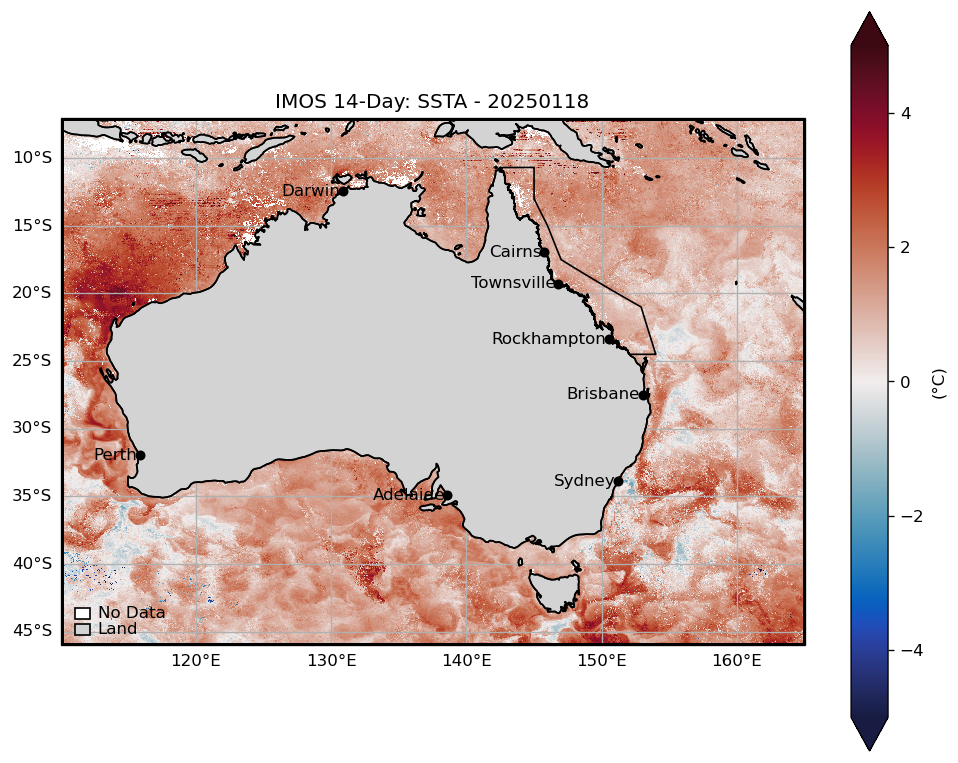 IMOS 14-Day: SSTA - 20250118
10°S
15°S
20°S
25°S
30°S
35°S
40°S
45°S
Darwin
Cairns
Townsville
Rockhampton
Brisbane
Perth
Sydney
Adelaide
No Data
Land
120°E
130°E
140°E
150°E
160°E
4
2
0
−2
−4
(°C)